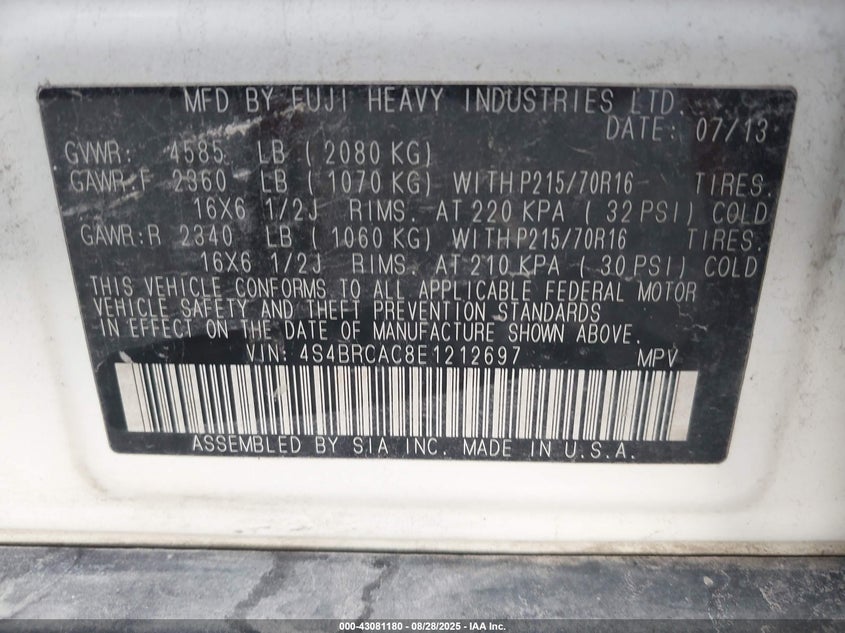 MFD BY FUJI HEAVY INDUSTRIES LTD.
DATE: 07/13
GVWR: 4585 LB ( 2080 KG)
GAWR:F 2360 LB ( 1070 KG) WITH P215/70R16 TIRES.
16X6 1/2J RIMS. AT 220 KPA ( 32 PSI) COLD
GAWR:R 2340 LB ( 1060 KG) WITH P215/70R16 TIRES.
16X6 1/2J RIMS. AT 210 KPA ( 30 PSI) COLD
THIS VEHICLE CONFORMS TO ALL APPLICABLE FEDERAL MOTOR
VEHICLE SAFETY AND THEFT PREVENTION STANDARDS
IN EFFECT ON THE DATE OF MANUFACTURE SHOWN ABOVE.
VIN: 4S4BRCAC8E1212697 MPV
ASSEMBLED BY SIA INC. MADE IN U.S.A.
000-43081180 - 08/28/2025 - IAA Inc.